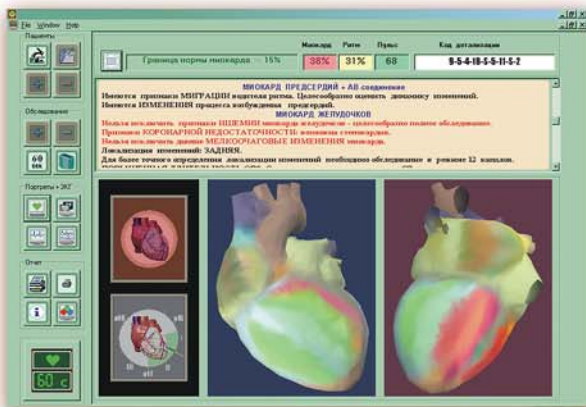 File Window Help
Пациенты
Обследование
60 сек
Портреты + ЭКГ
Отчет
60 с
Граница нормы миокарда - 15%
Миокард Ритм Пульс Код детализации
38% 31% 68 9-5-4-10-5-5-11-5-2
МИОКАРД ПРЕДСЕРДИЙ + АВ соединение
Имеются признаки МИГРАЦИИ водителя ритма. Целесообразно оценить динамику изменений.
Имеются ИЗМЕНЕНИЯ процесса возбуждения предсердий.
МИОКАРД ЖЕЛУДОЧКОВ
Нельзя исключить признаки ИШЕМИИ миокарда желудочков - целесообразно полное обследование.
Признаки КОРОНАРНОЙ НЕДОСТАТОЧНОСТИ: возможна стенокардия.
Нельзя исключить данные МЕЛКООЧАГОВЫЕ ИЗМЕНЕНИЯ миокарда.
Локализация изменений: ЗАДНЯЯ.
Для более точного определения локализации изменений необходимо обследование в режиме 12 каналов.